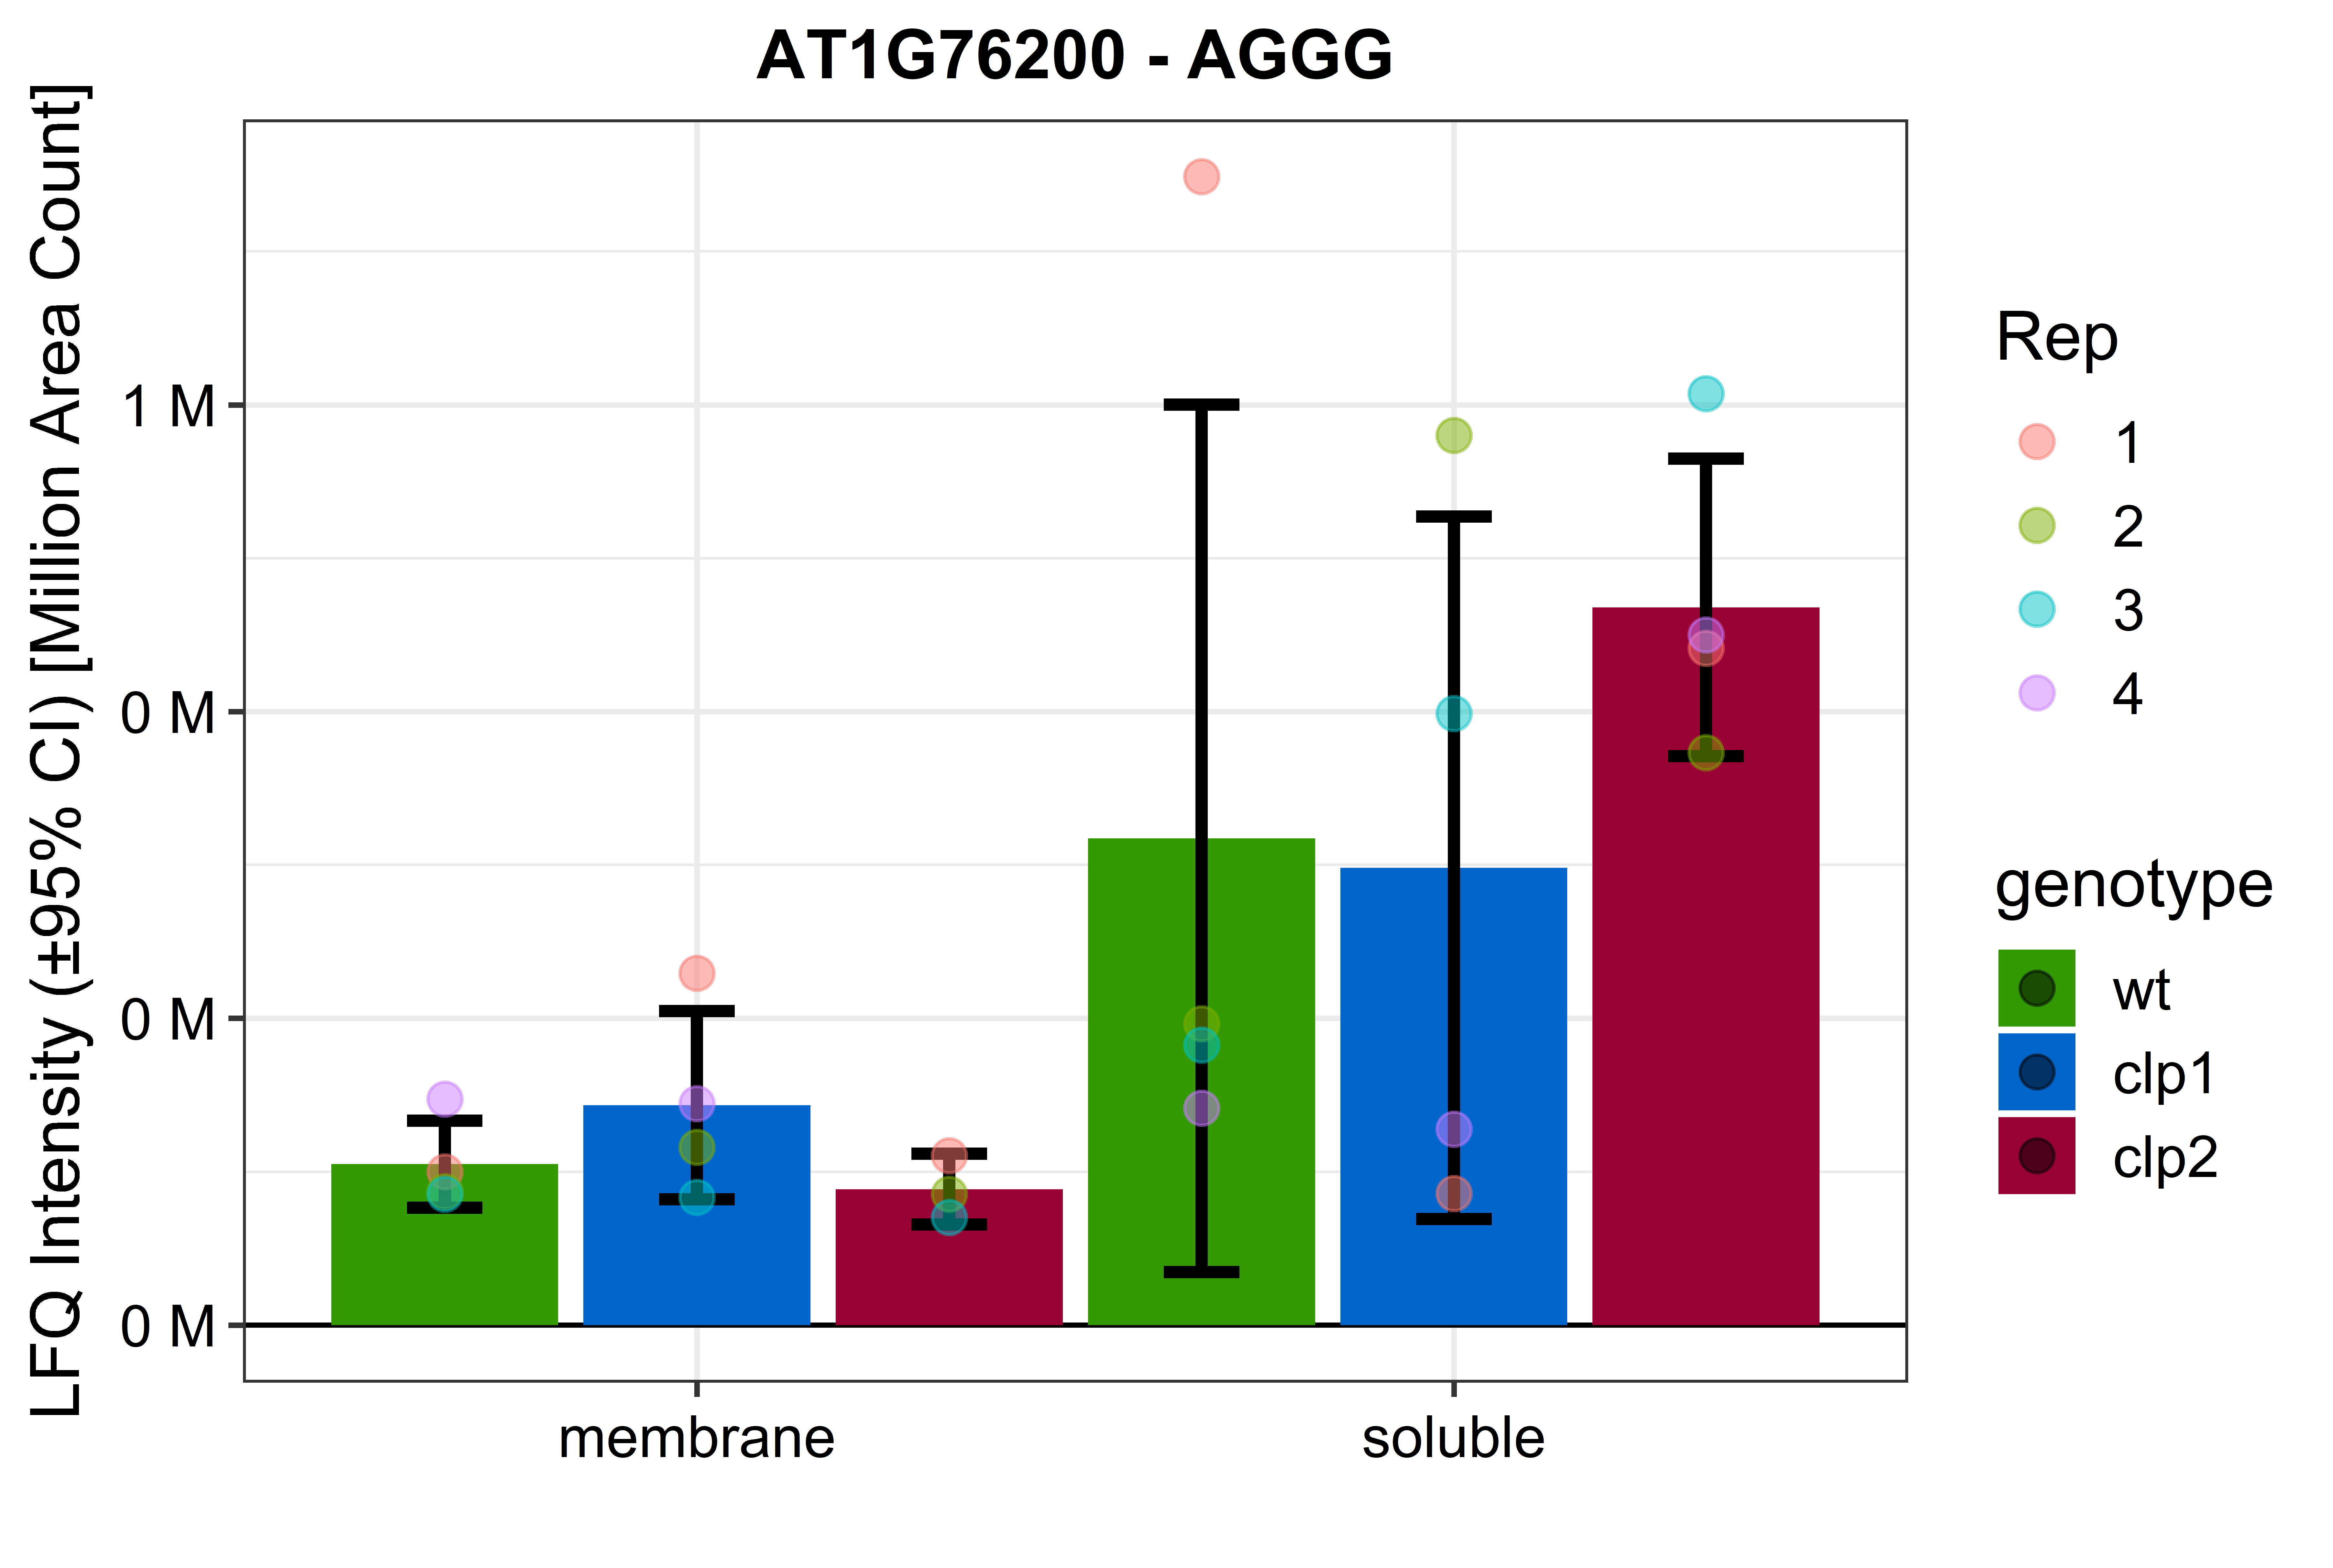 AT1G76200 - AGGG
LFQ Intensity (±95% CI) [Million Area Count]
1 M
0 M
0 M
0 M
membrane
soluble
Rep
1
2
3
4
genotype
wt
clp1
clp2